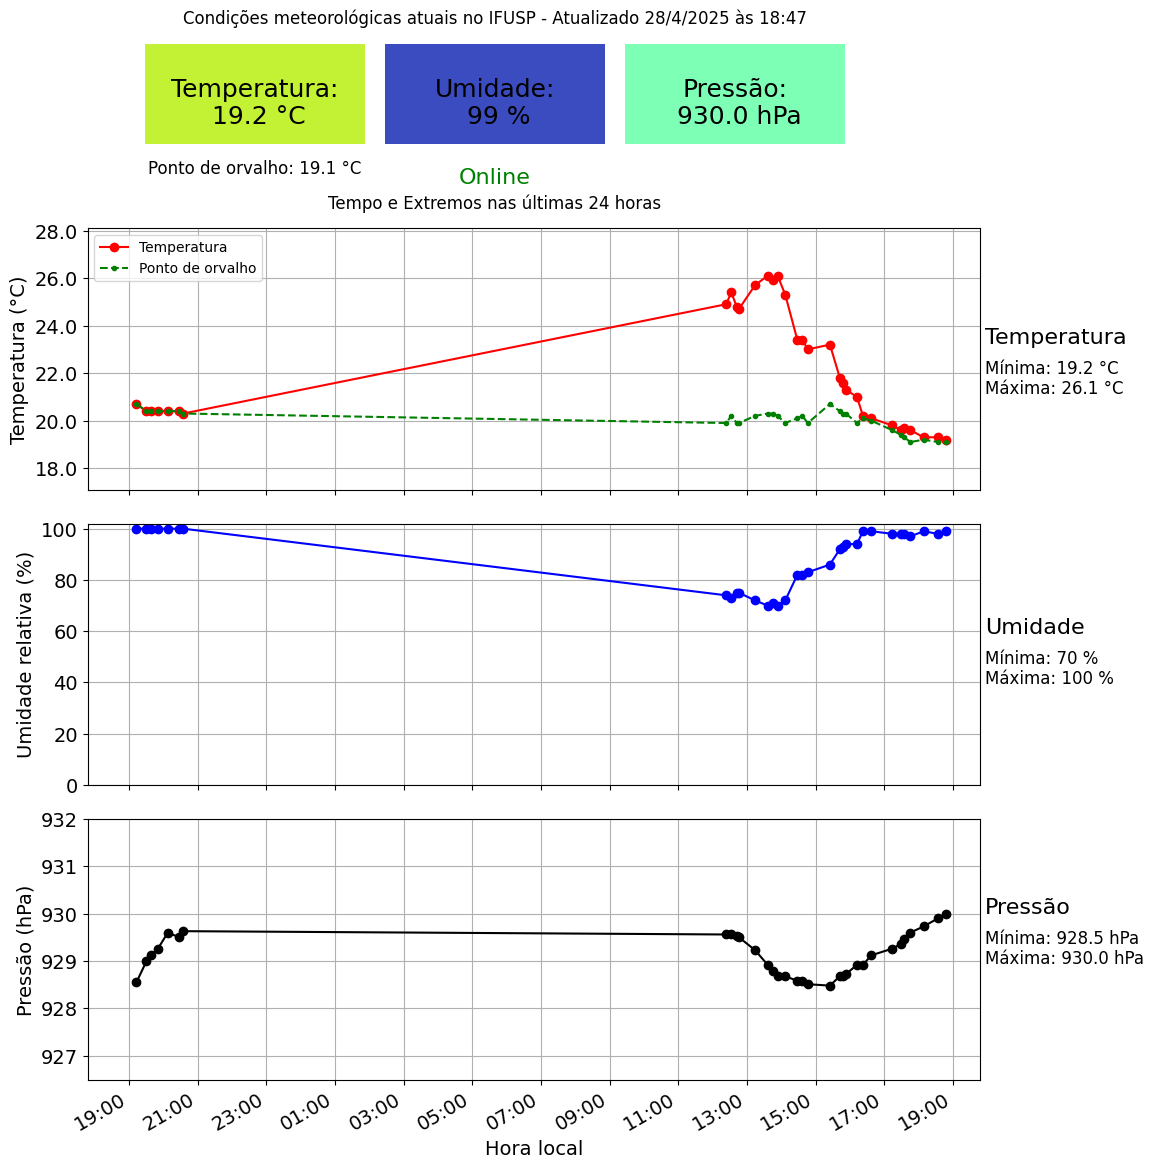 Condições meteorológicas atuais no IFUSP - Atualizado 28/4/2025 às 18:47
Temperatura:
19.2 °C
Umidade:
99 %
Pressão:
930.0 hPa
Ponto de orvalho: 19.1 °C
Online
Tempo e Extremos nas últimas 24 horas
Temperatura (°C)
28.0
26.0
24.0
22.0
20.0
18.0
Temperatura
Ponto de orvalho
Temperatura
Mínima: 19.2 °C
Máxima: 26.1 °C
Umidade relativa (%)
100
80
60
40
20
0
Umidade
Mínima: 70 %
Máxima: 100 %
Pressão (hPa)
932
931
930
929
928
927
Pressão
Mínima: 928.5 hPa
Máxima: 930.0 hPa
19:00
21:00
23:00
01:00
03:00
05:00
07:00
09:00
11:00
13:00
15:00
17:00
19:00
Hora local